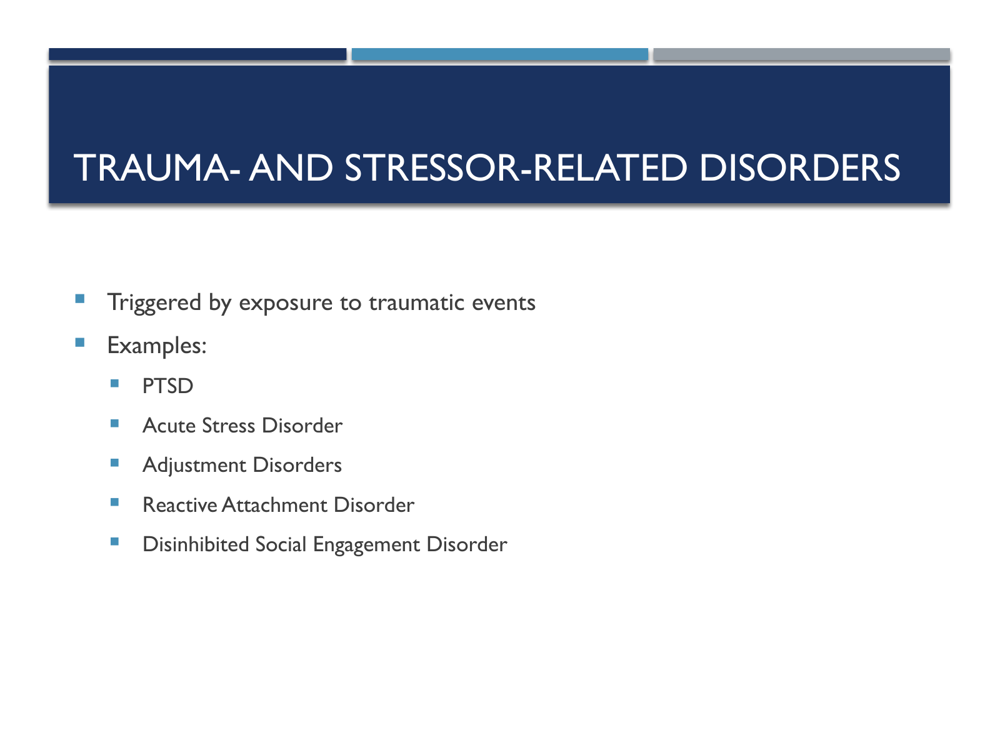 TRAUMA- AND STRESSOR-RELATED DISORDERS
Triggered by exposure to traumatic events
Examples:
PTSD
Acute Stress Disorder
Adjustment Disorders
Reactive Attachment Disorder
Disinhibited Social Engagement Disorder